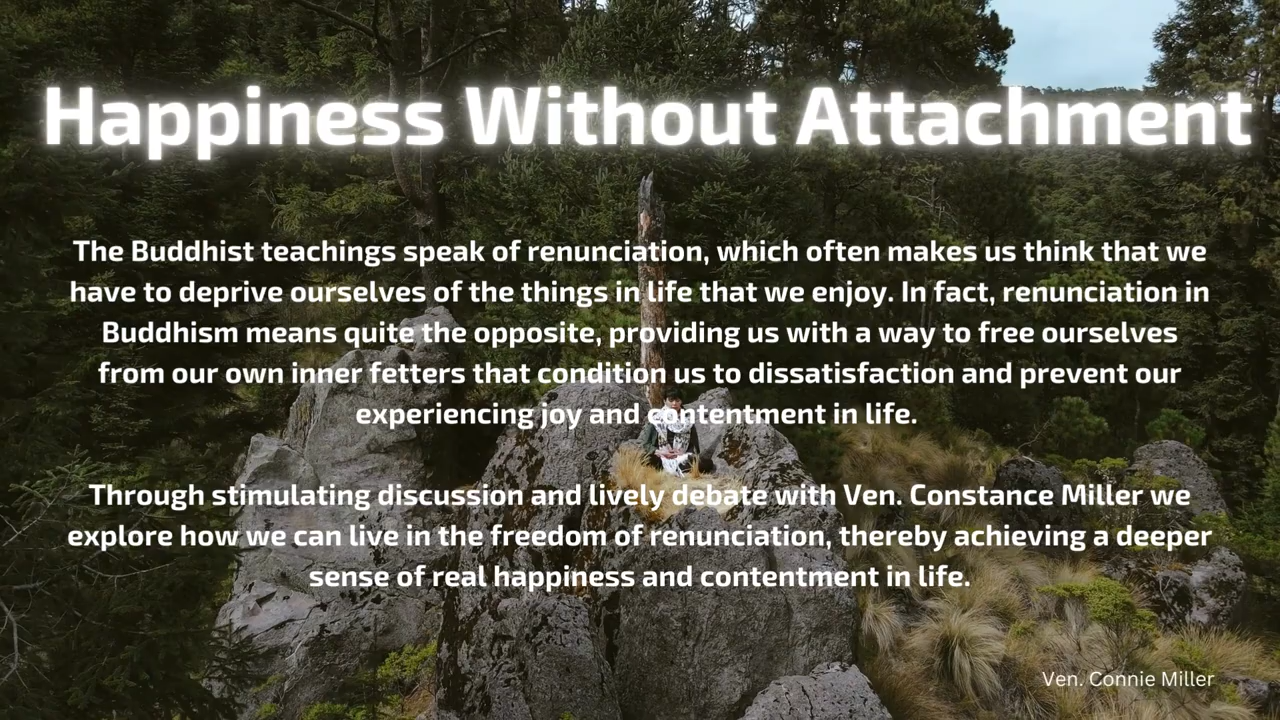 Happiness Without Attachment
The Buddhist teachings speak of renunciation, which often makes us think that we
have to deprive ourselves of the things in life that we enjoy. In fact, renunciation in
Buddhism means quite the opposite, providing us with a way to free ourselves
from our own inner fetters that condition us to dissatisfaction and prevent our
experiencing joy and contentment in life.
Through stimulating discussion and lively debate with Ven. Constance Miller we
explore how we can live in the freedom of renunciation, thereby achieving a deeper
sense of real happiness and contentment in life.
Ven. Connie Miller